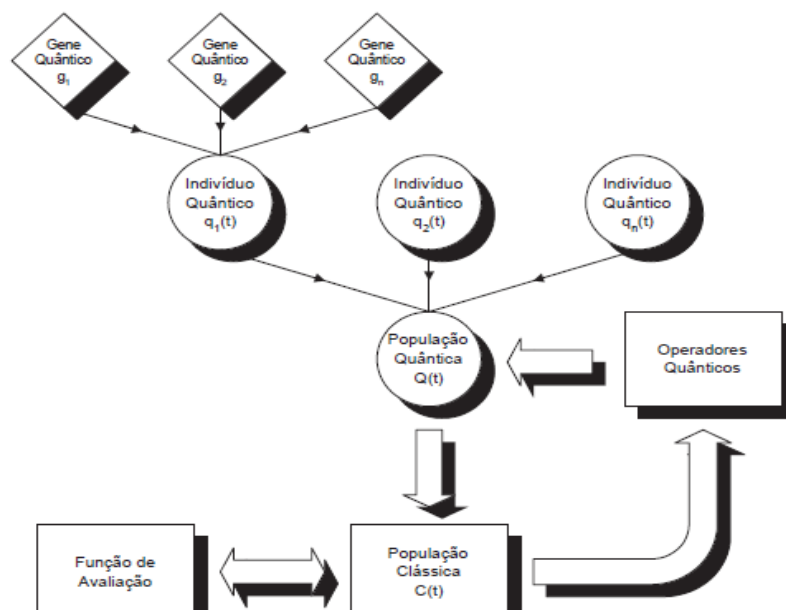 Gene
Quântico
g1
Gene
Quântico
g2
Gene
Quântico
gn
Indivíduo
Quântico
q1(t)
Indivíduo
Quântico
q2(t)
Indivíduo
Quântico
qn(t)
População
Quântica
Q(t)
Operadores
Quânticos
Função de
Avaliação
População
Clássica
C(t)